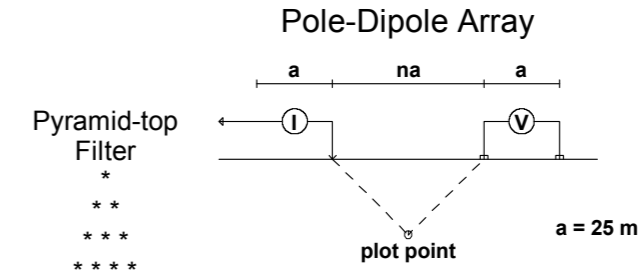 Pole-Dipole Array
a na a
I V
Pyramid-top
Filter
*
* *
* * *
* * * *
plot point
a = 25 m